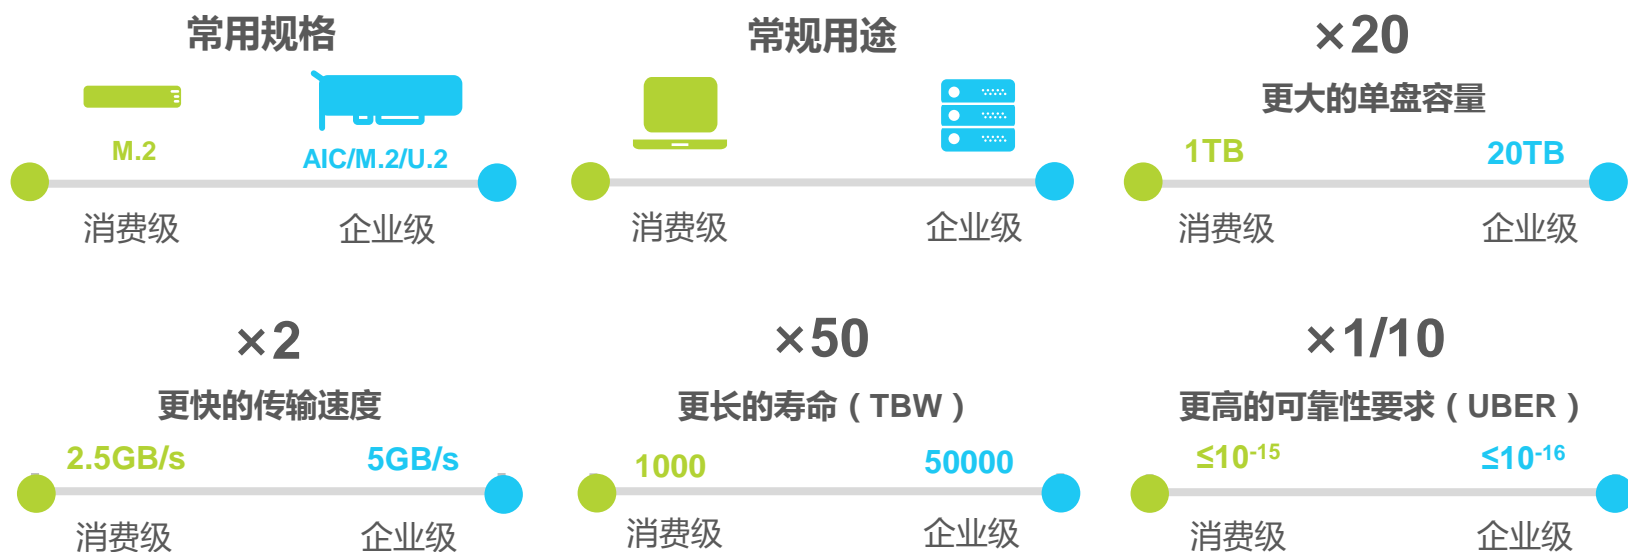 常用规格
M.2
AIC/M.2/U.2
消费级
企业级
常规用途
消费级
企业级
×20
更大的单盘容量
1TB
20TB
消费级
企业级
×2
更快的传输速度
2.5GB/s
5GB/s
消费级
企业级
×50
更长的寿命（TBW）
1000
50000
消费级
企业级
×1/10
更高的可靠性要求（UBER）
≤10⁻¹⁵
≤10⁻¹⁶
消费级
企业级